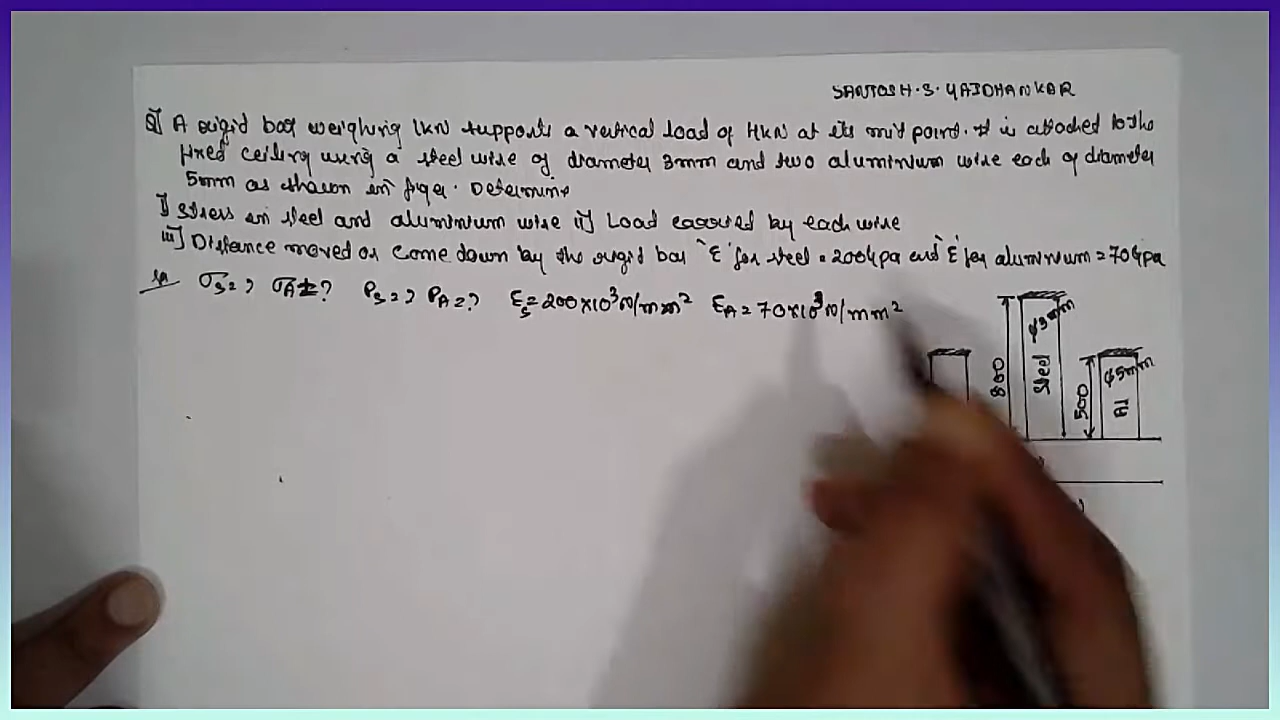 SANTOSH.S.YAJDHANKAR
Q] A rigid bar weighing 1kN supports a vertical load of 4kN at its mid point. It is attached to the
fixed ceiling using a steel wire of diameter 3mm and two aluminium wire each of diameter
5mm as shown in figer. Determine
I] Stress in steel and aluminium wire ii] Load carried by each wire
iii] Distance moved or come down by the rigid bar 'E' for steel = 200Gpa and 'E' for aluminium = 70Gpa
σs=? σA=? Ps=? PA=? Es=200×10³N/mm² EA=70×10³N/mm²
800
Steel
φ3mm
500
Al
φ5mm